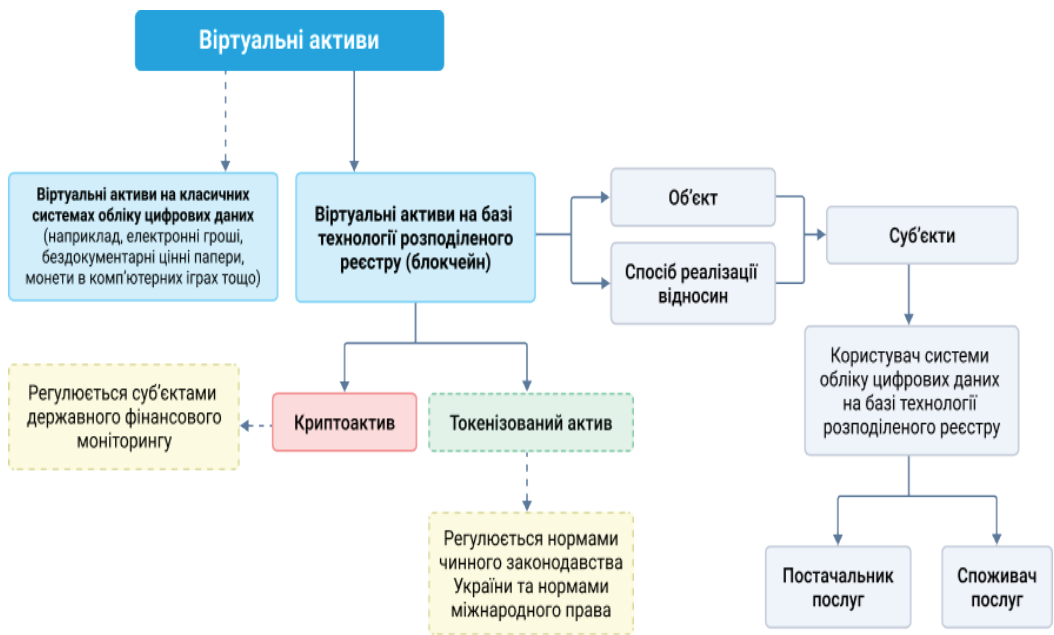 Віртуальні активи
Віртуальні активи на класичних
системах обліку цифрових даних
(наприклад, електронні гроші,
бездокументарні цінні папери,
монети в комп'ютерних іграх тощо)
Віртуальні активи на базі
технології розподіленого
реєстру (блокчейн)
Об'єкт
Спосіб реалізації
відносин
Суб'єкти
Користувач системи
обліку цифрових даних
на базі технології
розподіленого реєстру
Регулюється суб'єктами
державного фінансового
моніторингу
Криптоактив
Токенізований актив
Регулюється нормами
чинного законодавства
України та нормами
міжнародного права
Постачальник
послуг
Споживач
послуг